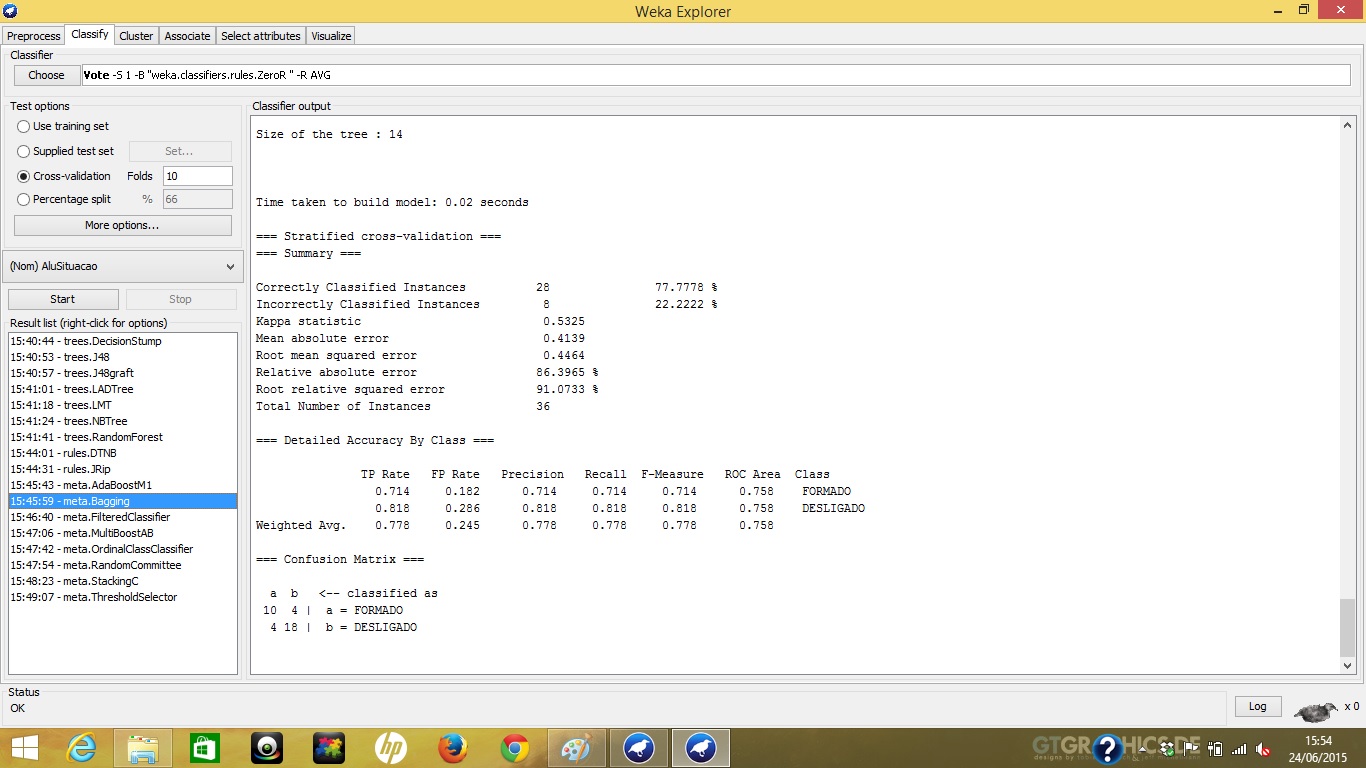 Weka Explorer
Preprocess Classify Cluster Associate Select attributes Visualize
Classifier
Choose Vote -S 1 -B "weka.classifiers.rules.ZeroR " -R AVG
Test options
Use training set
Supplied test set Set...
Cross-validation Folds 10
Percentage split % 66
More options...
(Nom) AluSituacao
Start Stop
Result list (right-click for options)
15:40:44 - trees.DecisionStump
15:40:53 - trees.J48
15:40:57 - trees.J48graft
15:41:01 - trees.LADTree
15:41:18 - trees.LMT
15:41:24 - trees.NBTree
15:41:41 - trees.RandomForest
15:44:01 - rules.DTNB
15:44:31 - rules.JRip
15:45:43 - meta.AdaBoostM1
15:45:59 - meta.Bagging
15:46:40 - meta.FilteredClassifier
15:47:06 - meta.MultiBoostAB
15:47:42 - meta.OrdinalClassClassifier
15:47:54 - meta.RandomCommittee
15:48:23 - meta.StackingC
15:49:07 - meta.ThresholdSelector
Classifier output
Size of the tree : 14
Time taken to build model: 0.02 seconds
=== Stratified cross-validation ===
=== Summary ===
Correctly Classified Instances 28 77.7778 %
Incorrectly Classified Instances 8 22.2222 %
Kappa statistic 0.5325
Mean absolute error 0.4139
Root mean squared error 0.4464
Relative absolute error 86.3965 %
Root relative squared error 91.0733 %
Total Number of Instances 36
=== Detailed Accuracy By Class ===
TP Rate FP Rate Precision Recall F-Measure ROC Area Class
0.714 0.182 0.714 0.714 0.714 0.758 FORMADO
0.818 0.286 0.818 0.818 0.818 0.758 DESLIGADO
Weighted Avg. 0.778 0.245 0.778 0.778 0.778 0.758
=== Confusion Matrix ===
a b <-- classified as
10 4 | a = FORMADO
4 18 | b = DESLIGADO
Status
OK
Log x 0
hp
15:54
24/06/2015